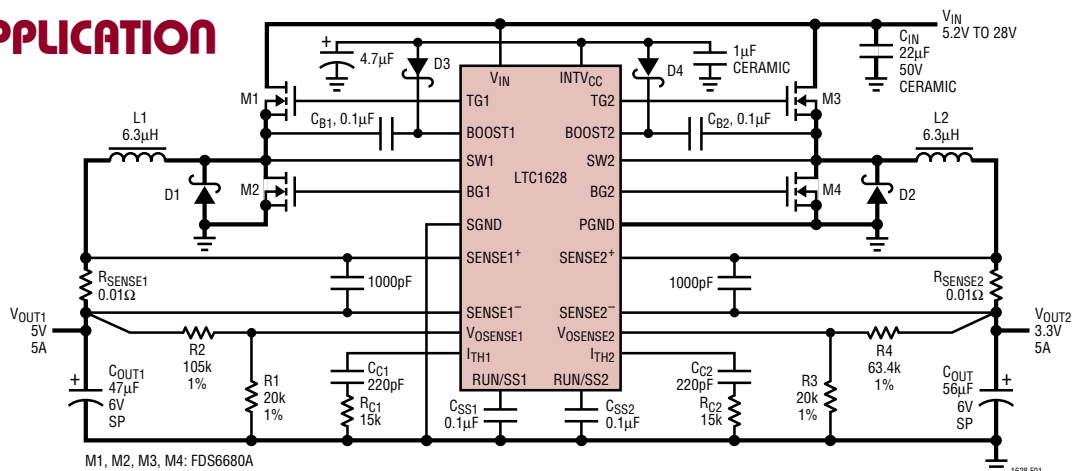 PPLICATION
VIN
5.2V TO 28V
CIN
22µF
50V
CERAMIC
+
4.7µF
D3
D4
1µF
CERAMIC
VIN
INTVCC
M1
TG1
TG2
M3
CB1, 0.1µF
BOOST1
BOOST2
CB2, 0.1µF
L1
6.3µH
L2
6.3µH
SW1
SW2
LTC1628
D1
M2
BG1
BG2
M4
D2
SGND
PGND
SENSE1+
SENSE2+
RSENSE1
0.01Ω
1000pF
1000pF
RSENSE2
0.01Ω
SENSE1−
SENSE2−
VOUT1
5V
5A
VOSENSE1
VOSENSE2
VOUT2
3.3V
5A
R2
105k
1%
R4
63.4k
1%
ITH1
ITH2
+
COUT1
47µF
6V
SP
R1
20k
1%
CC1
220pF
RC1
15k
RUN/SS1
RUN/SS2
CC2
220pF
RC2
15k
R3
20k
1%
COUT
56µF
6V
SP
+
CSS1
0.1µF
CSS2
0.1µF
M1, M2, M3, M4: FDS6680A
1628 F01